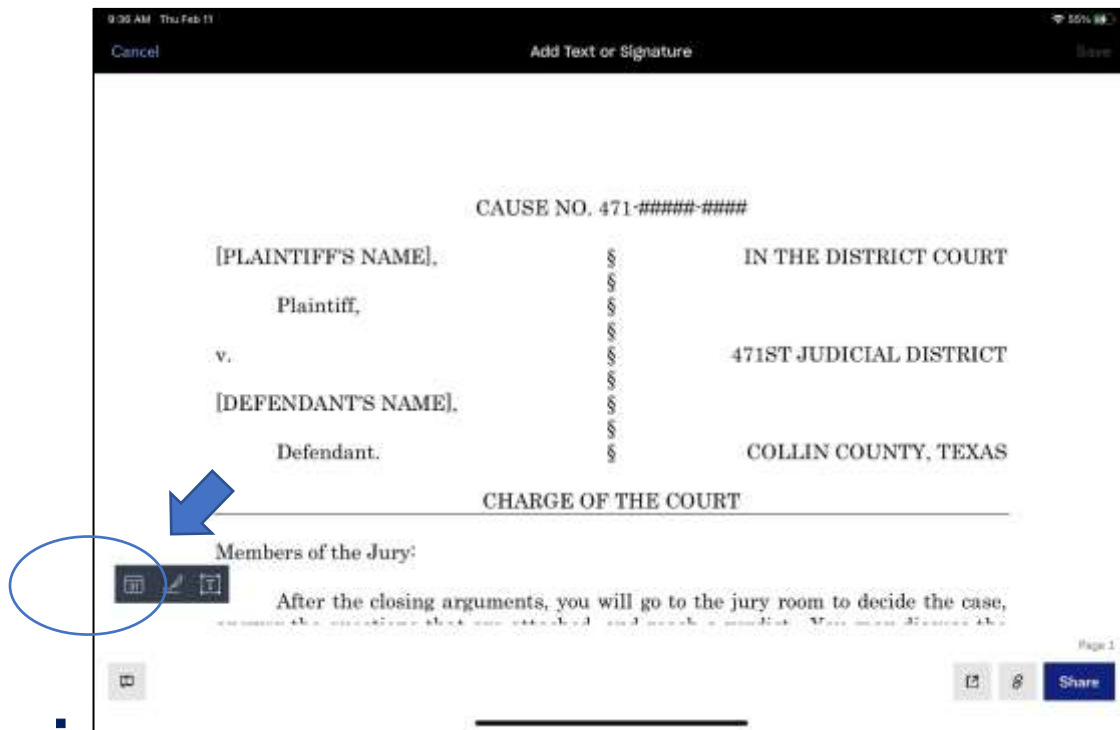 9:36 AM Thu Feb 11 55%
Cancel Add Text or Signature Save
CAUSE NO. 471-#####-####
[PLAINTIFF'S NAME], § IN THE DISTRICT COURT
§
Plaintiff, §
§
v. § 471ST JUDICIAL DISTRICT
§
[DEFENDANT'S NAME], §
§
Defendant. § COLLIN COUNTY, TEXAS
CHARGE OF THE COURT
Members of the Jury:
After the closing arguments, you will go to the jury room to decide the case,
Page 1
Share